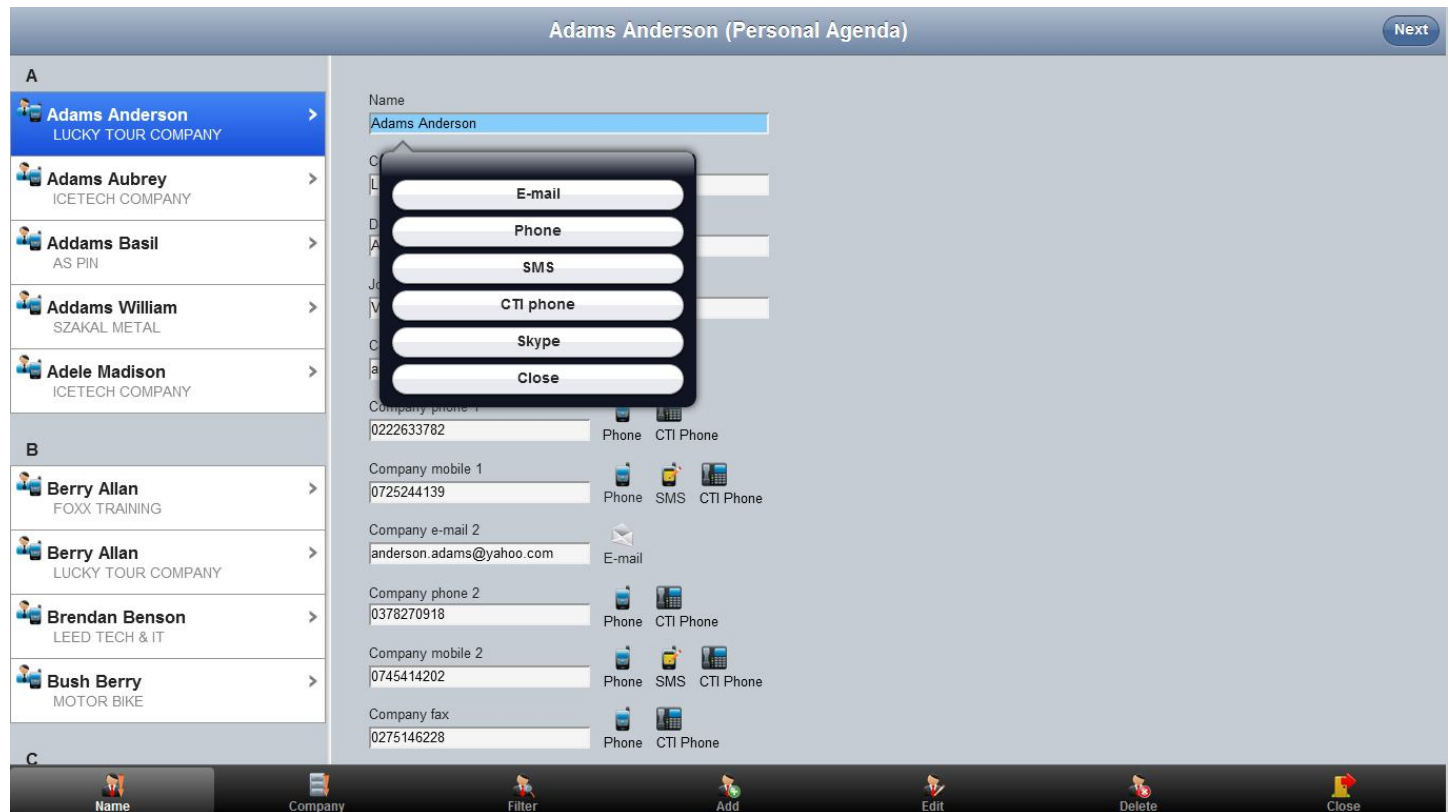 Adams Anderson (Personal Agenda)
Next
A
Adams Anderson
LUCKY TOUR COMPANY
Adams Aubrey
ICETECH COMPANY
Addams Basil
AS PIN
Addams William
SZAKAL METAL
Adele Madison
ICETECH COMPANY
B
Berry Allan
FOXX TRAINING
Berry Allan
LUCKY TOUR COMPANY
Brendan Benson
LEED TECH & IT
Bush Berry
MOTOR BIKE
C
Name
Adams Anderson
E-mail
Phone
SMS
CTI phone
Skype
Close
Company phone 1
0222633782
Phone CTI Phone
Company mobile 1
0725244139
Phone SMS CTI Phone
Company e-mail 2
anderson.adams@yahoo.com
E-mail
Company phone 2
0378270918
Phone CTI Phone
Company mobile 2
0745414202
Phone SMS CTI Phone
Company fax
0275146228
Phone CTI Phone
Name Company Filter Add Edit Delete Close